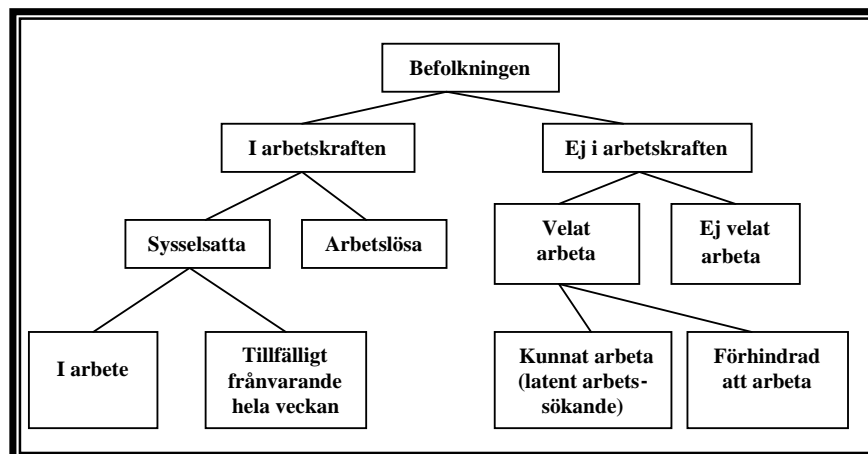 Befolkningen
I arbetskraften
Ej i arbetskraften
Sysselsatta
Arbetslösa
Velat
arbeta
Ej velat
arbeta
I arbete
Tillfälligt
frånvarande
hela veckan
Kunnat arbeta
(latent arbets-
sökande)
Förhindrad
att arbeta